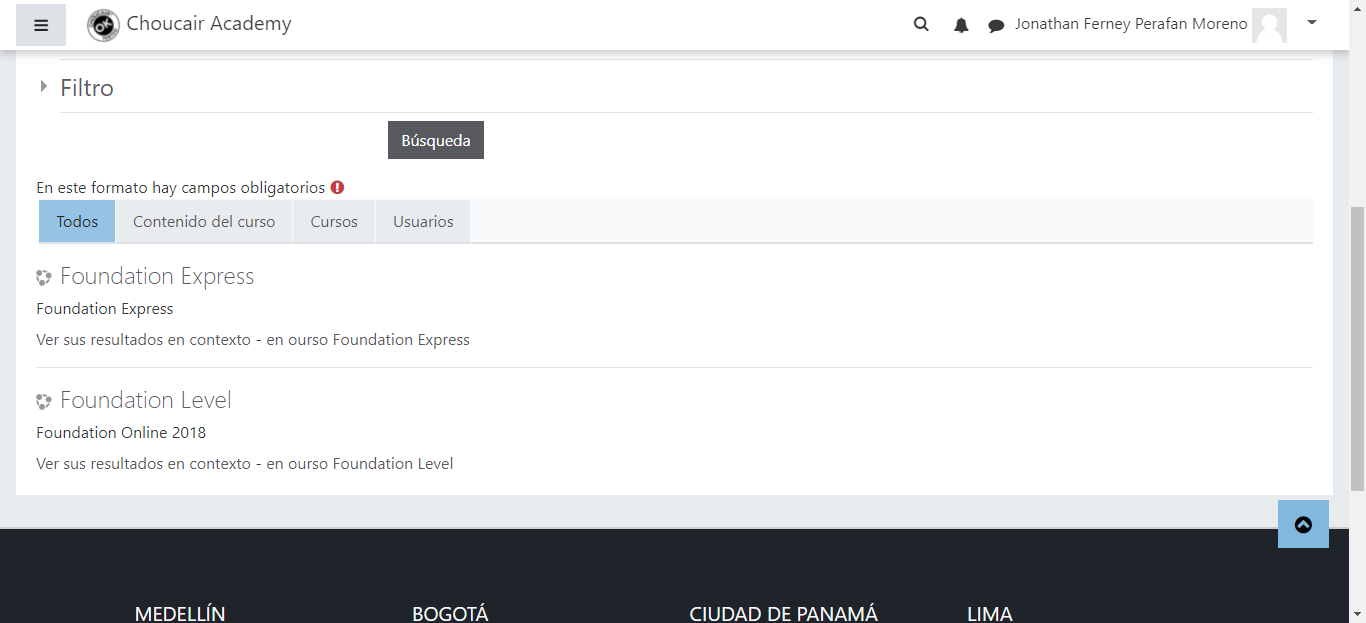 Choucair Academy
Jonathan Ferney Perafan Moreno
Filtro
Búsqueda
En este formato hay campos obligatorios
Todos
Contenido del curso
Cursos
Usuarios
Foundation Express
Foundation Express
Ver sus resultados en contexto - en ourso Foundation Express
Foundation Level
Foundation Online 2018
Ver sus resultados en contexto - en ourso Foundation Level
MEDELLÍN
BOGOTÁ
CIUDAD DE PANAMÁ
LIMA